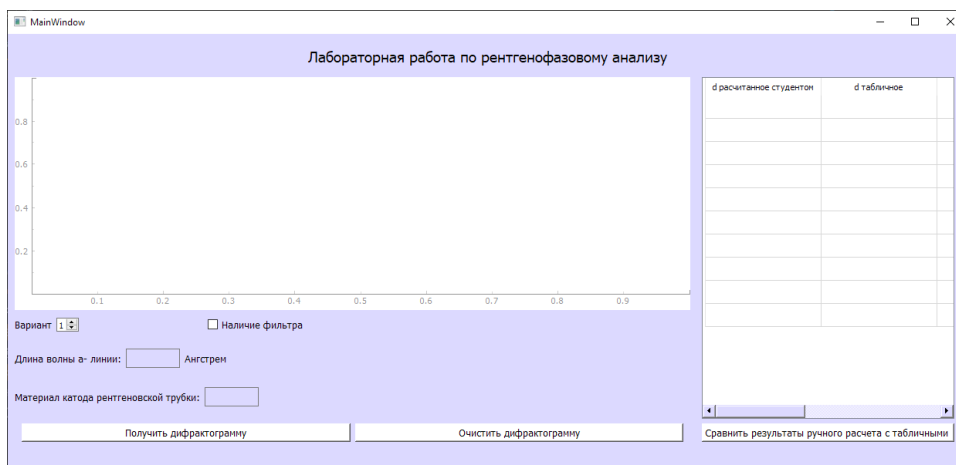 MainWindow
Лабораторная работа по рентгенофазовому анализу
d расчитанное студентом d табличное
0.8
0.6
0.4
0.2
0.1 0.2 0.3 0.4 0.5 0.6 0.7 0.8 0.9
Вариант 1 Наличие фильтра
Длина волны а- линии: Ангстрем
Материал катода рентгеновской трубки:
Получить дифрактограмму Очистить дифрактограмму Сравнить результаты ручного расчета с табличными